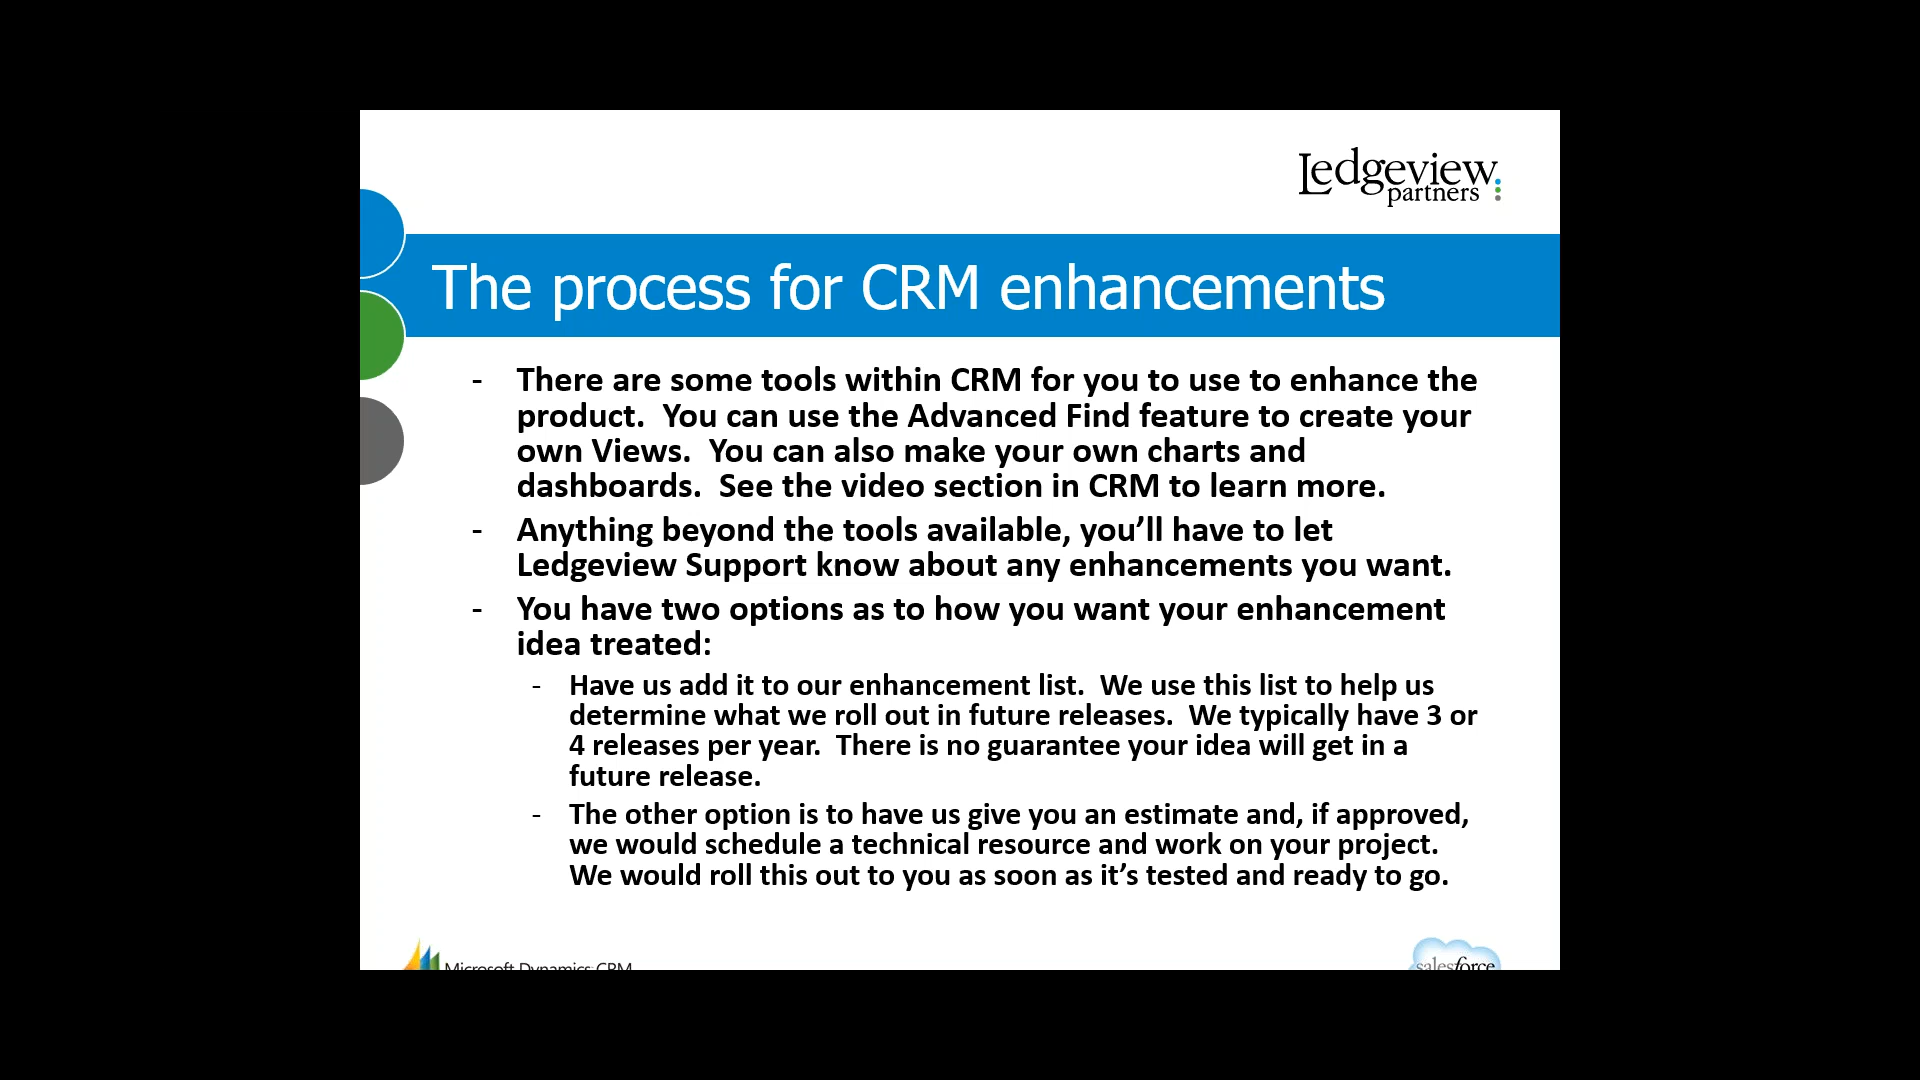 Ledgeview
partners
The process for CRM enhancements
- There are some tools within CRM for you to use to enhance the
product.  You can use the Advanced Find feature to create your
own Views.  You can also make your own charts and
dashboards.  See the video section in CRM to learn more.
- Anything beyond the tools available, you’ll have to let
Ledgeview Support know about any enhancements you want.
- You have two options as to how you want your enhancement
idea treated:
- Have us add it to our enhancement list.  We use this list to help us
determine what we roll out in future releases.  We typically have 3 or
4 releases per year.  There is no guarantee your idea will get in a
future release.
- The other option is to have us give you an estimate and, if approved,
we would schedule a technical resource and work on your project.
We would roll this out to you as soon as it’s tested and ready to go.
Microsoft Dynamics CRM
salesforce